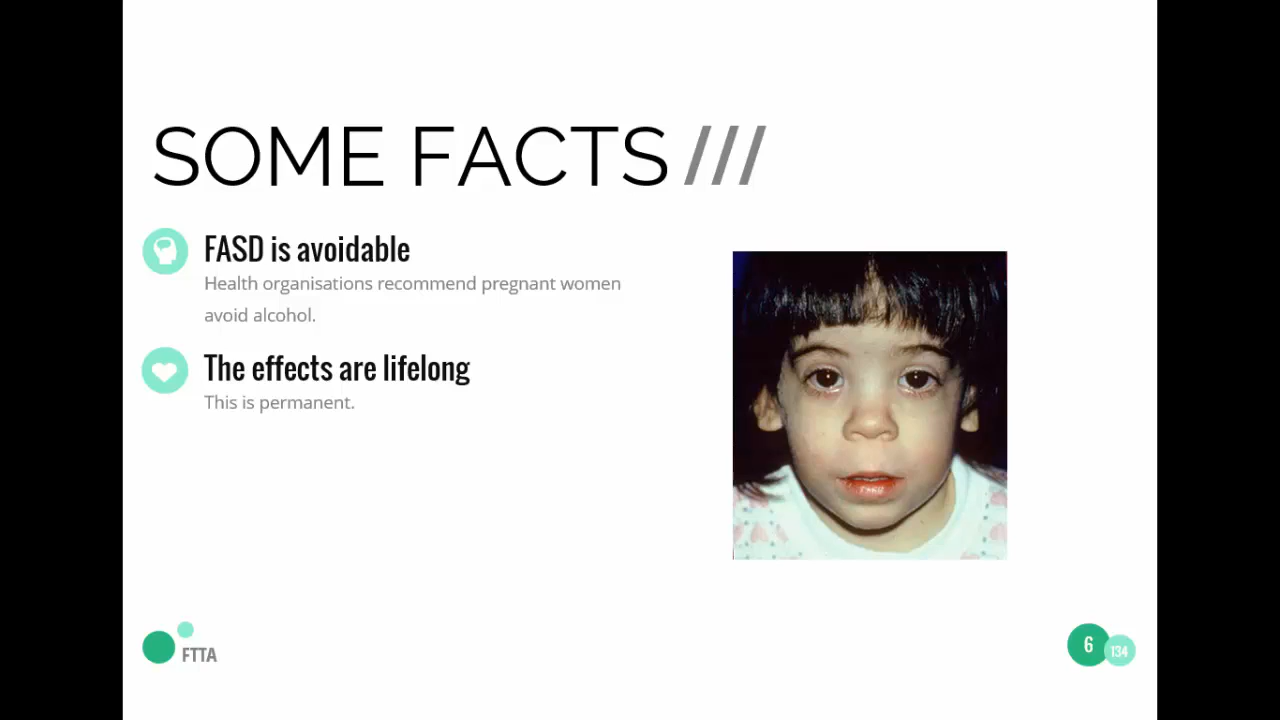 SOME FACTS ///
FASD is avoidable
Health organisations recommend pregnant women
avoid alcohol.
The effects are lifelong
This is permanent.
FTTA
6
134